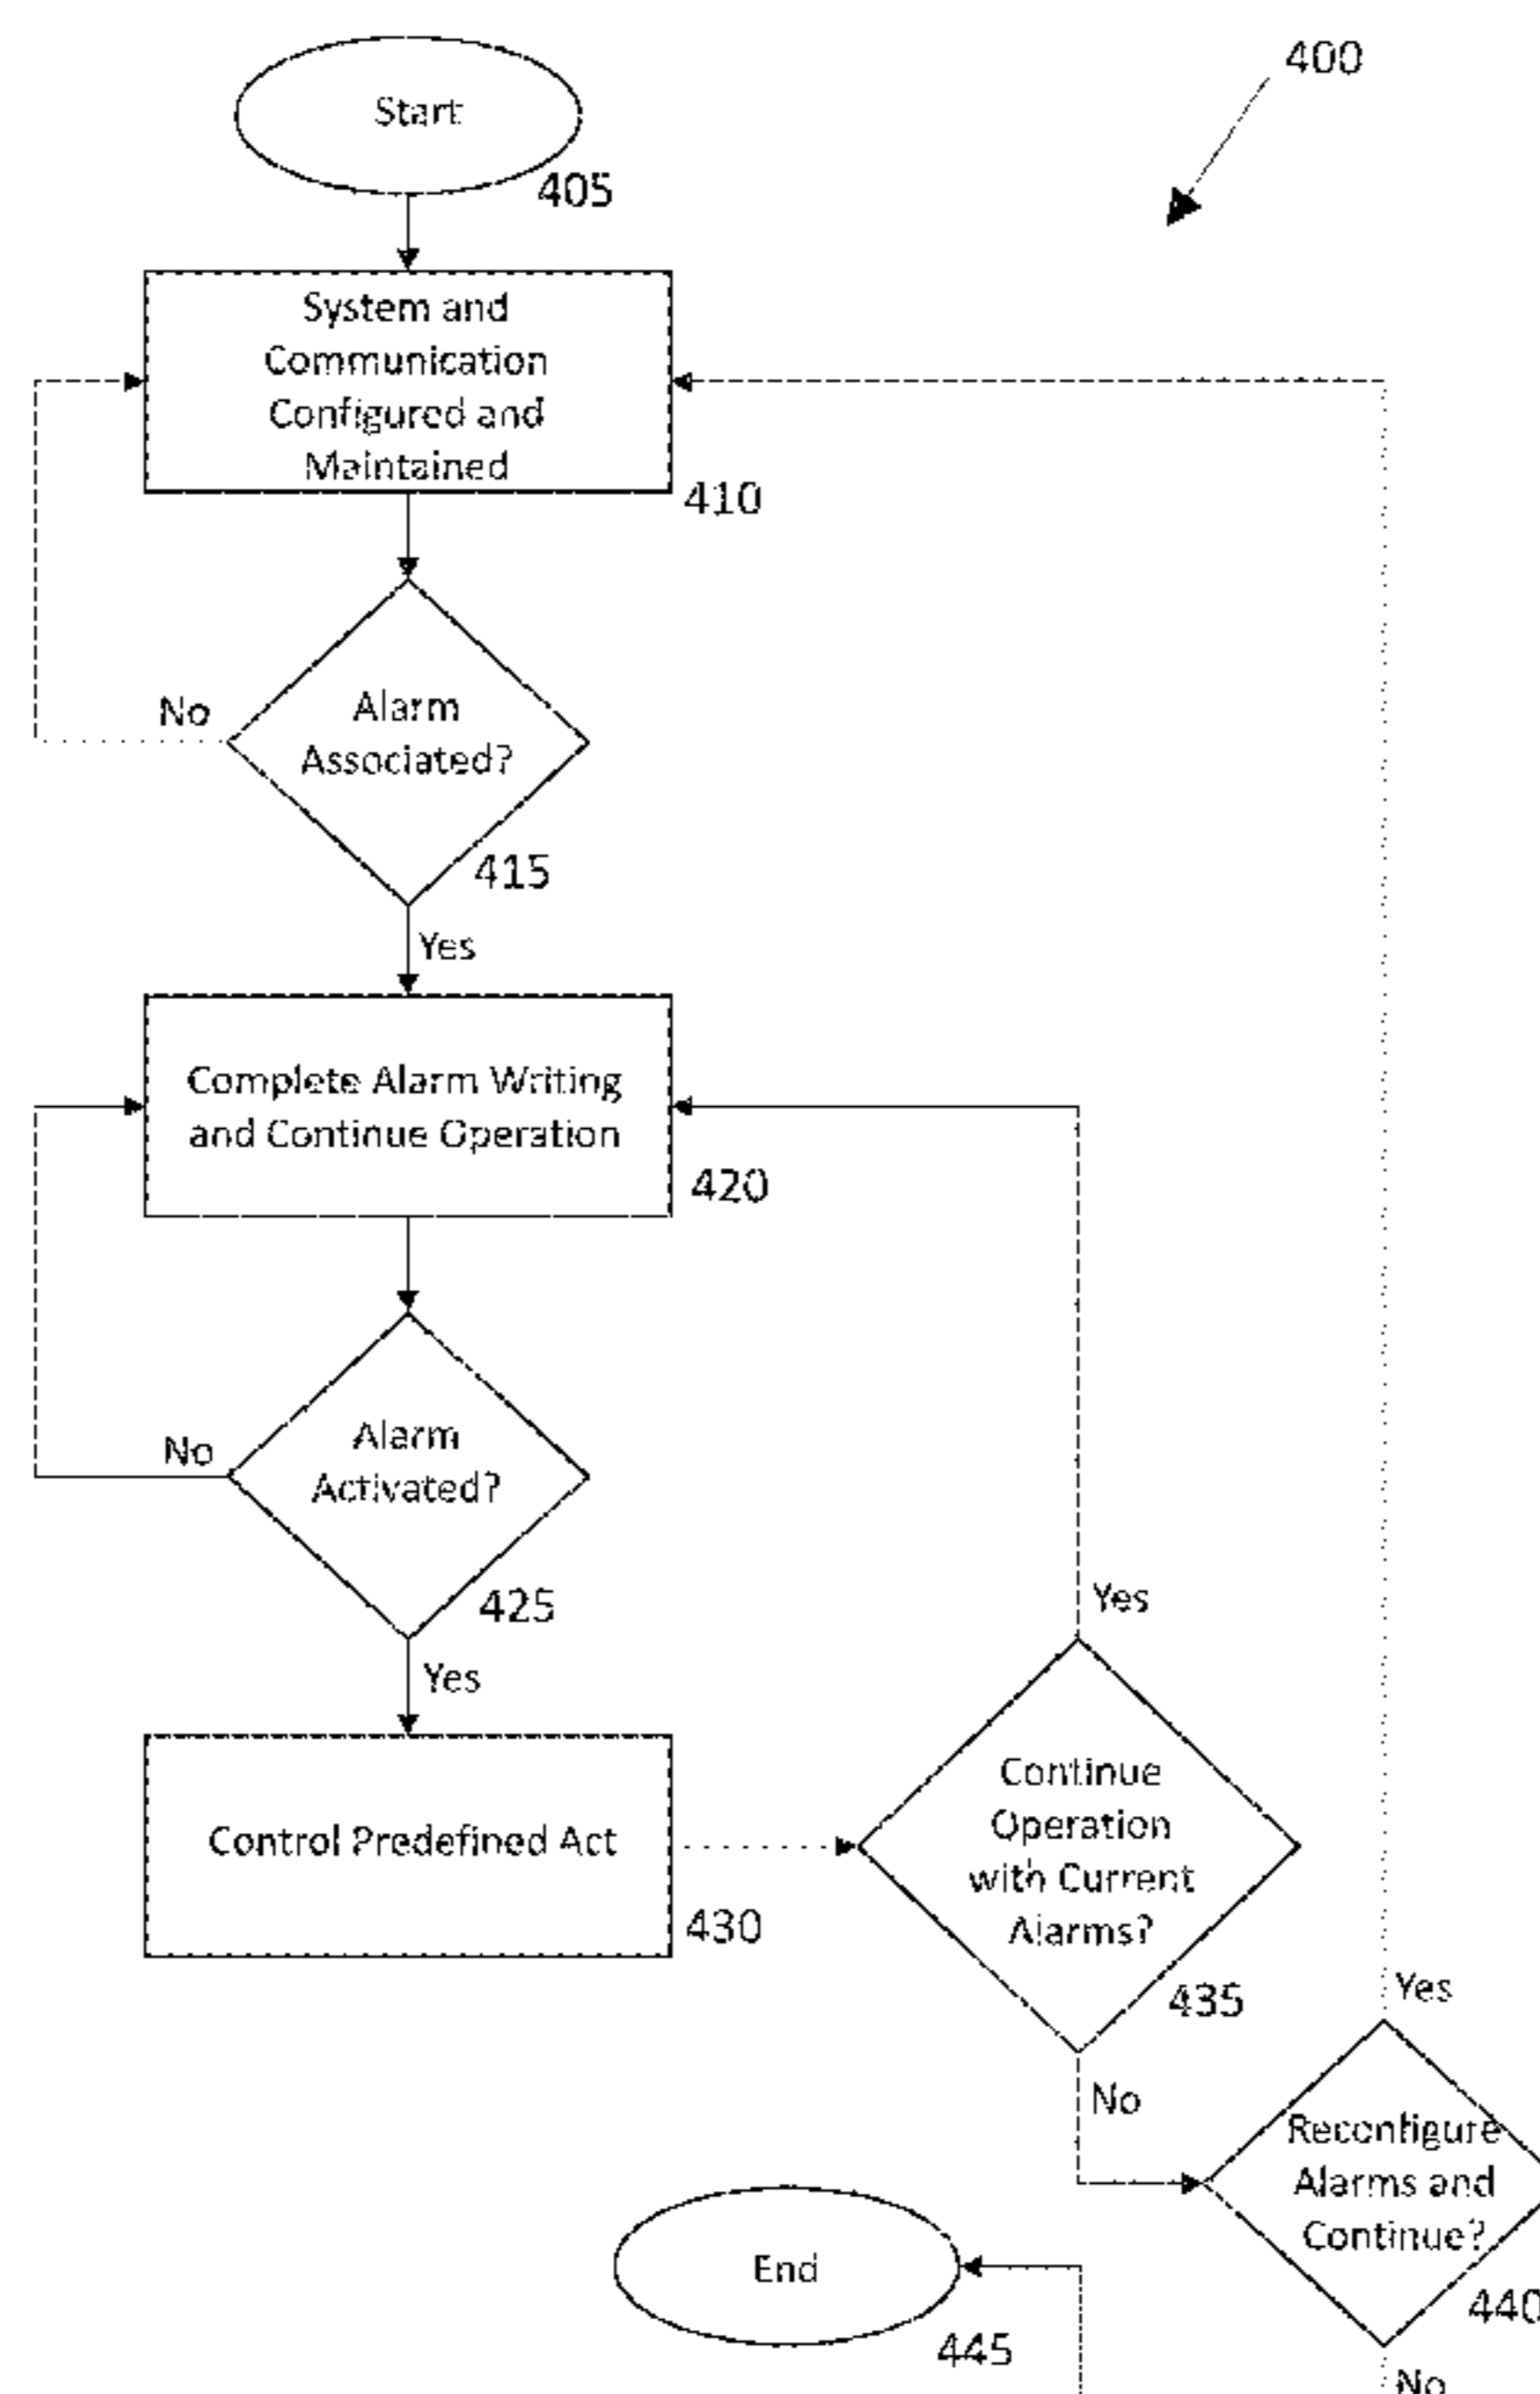 400
Start
405
System and
Communication
Configured and
Maintained
410
No
Alarm
Associated?
415
Yes
Complete Alarm Writing
and Continue Operation
420
No
Alarm
Activated?
425
Yes
Control Predefined Act
430
Yes
Continue
Operation
with Current
Alarms?
435
No
Yes
Reconfigure
Alarms and
Continue?
440
No
End
445